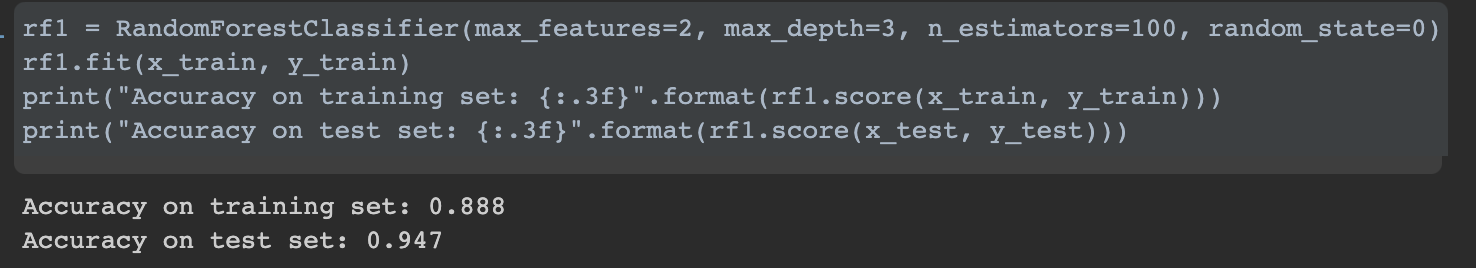 rf1 = RandomForestClassifier(max_features=2, max_depth=3, n_estimators=100, random_state=0)
rf1.fit(x_train, y_train)
print("Accuracy on training set: {:.3f}".format(rf1.score(x_train, y_train)))
print("Accuracy on test set: {:.3f}".format(rf1.score(x_test, y_test)))
Accuracy on training set: 0.888
Accuracy on test set: 0.947